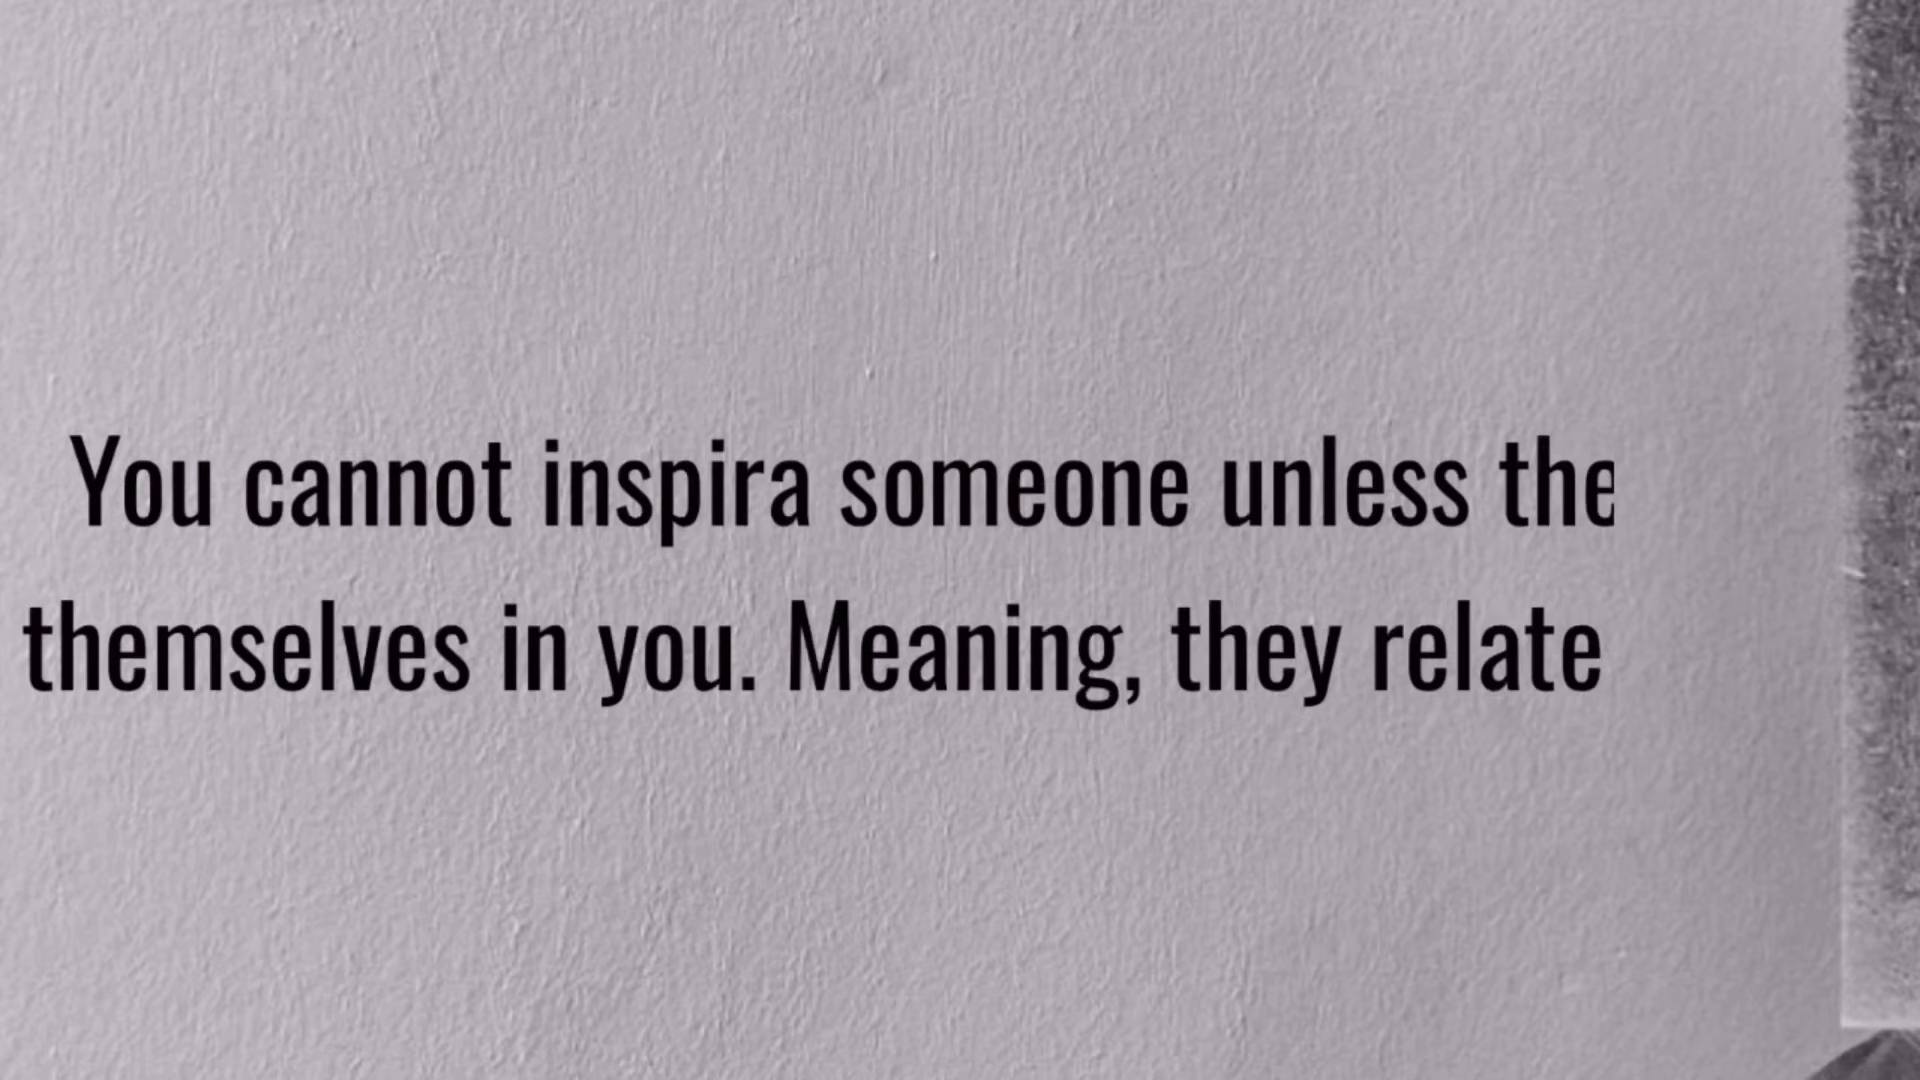 You cannot inspira someone unless the
themselves in you. Meaning, they relate